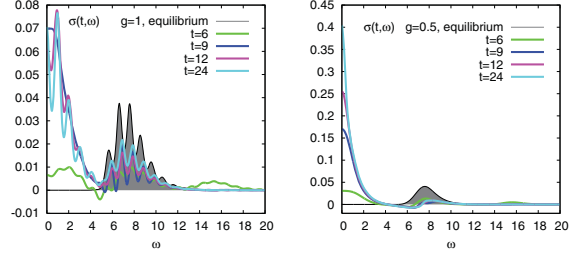 σ(t,ω) g=1, equilibrium
t=6
t=9
t=12
t=24
0.08
0.07
0.06
0.05
0.04
0.03
0.02
0.01
0
-0.01
0 2 4 6 8 10 12 14 16 18 20
ω
σ(t,ω) g=0.5, equilibrium
t=6
t=9
t=12
t=24
0.45
0.4
0.35
0.3
0.25
0.2
0.15
0.1
0.05
0
0 2 4 6 8 10 12 14 16 18 20
ω